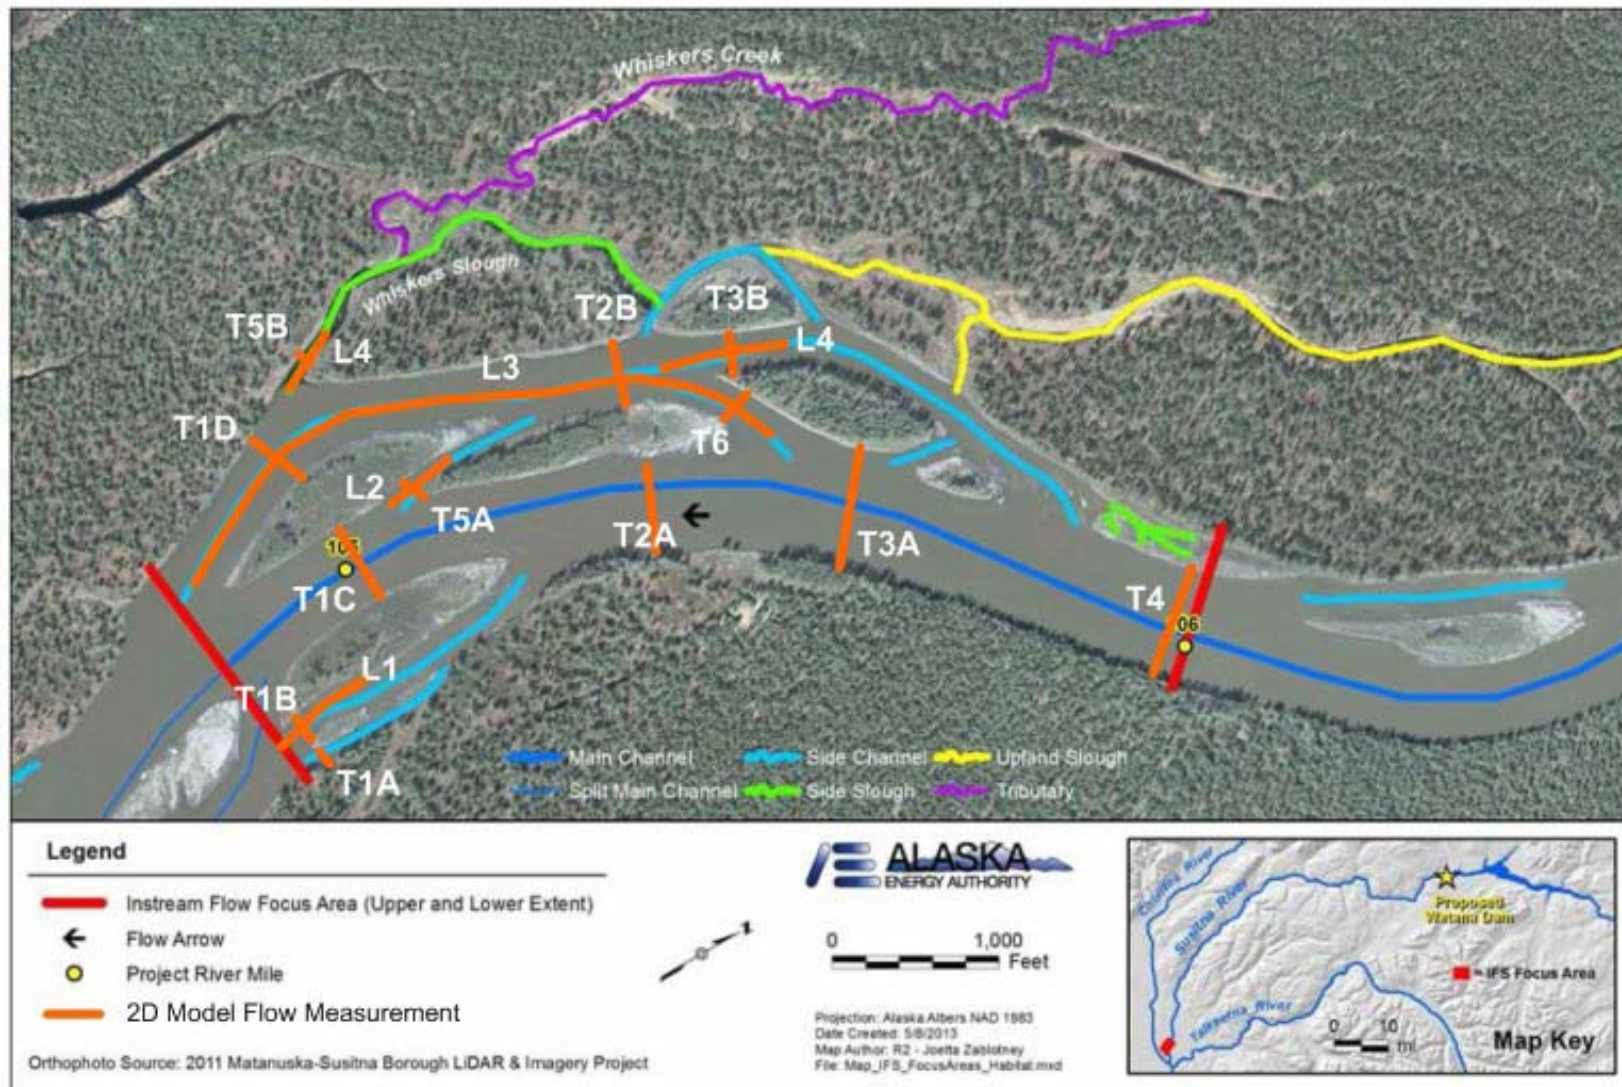 Whiskers Creek
Whiskers Slough
T5B
L4
T2B
T3B
L3
L4
T1D
T6
L2
T5A
T2A
T3A
T1C
T4
06
L1
T1B
T1A
Main Channel
Side Channel
Upland Slough
Split Main Channel
Side Slough
Tributary
Legend
Instream Flow Focus Area (Upper and Lower Extent)
Flow Arrow
Project River Mile
2D Model Flow Measurement
Orthophoto Source: 2011 Matanuska-Susitna Borough LiDAR & Imagery Project
ALASKA
ENERGY AUTHORITY
0 1,000
Feet
Projection: Alaska Albers NAD 1983
Date Created: 5/8/2013
Map Author: R2 - Joetta Zablotney
File: Map_IFS_FocusAreas_Habitat.mxd
Chulitna River
Susitna River
Proposed
Watana Dam
= IFS Focus Area
Talkeetna River
0 10
mi
Map Key